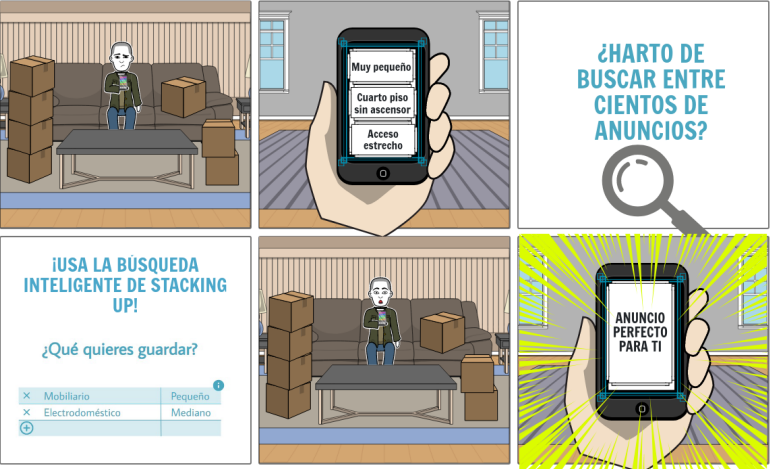 Muy pequeño
Cuarto piso
sin ascensor
Acceso
estrecho
¿HARTO DE
BUSCAR ENTRE
CIENTOS DE
ANUNCIOS?
¡USA LA BÚSQUEDA
INTELIGENTE DE STACKING
UP!
¿Qué quieres guardar?
× Mobiliario Pequeño
× Electrodoméstico Mediano
ANUNCIO
PERFECTO
PARA TI